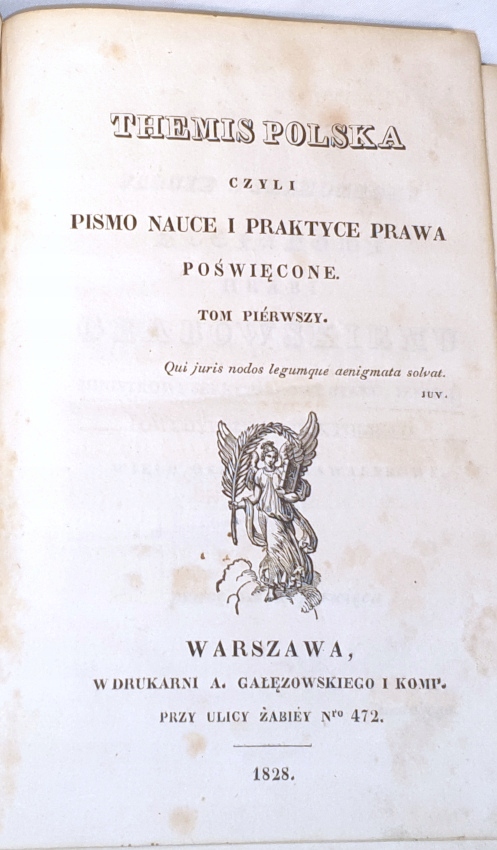 THEMIS POLSKA
CZYLI
PISMO NAUCE I PRAKTYCE PRAWA
POŚWIĘCONE.
TOM PIÉRWSZY.
Qui juris nodos legumque aenigmata solvat.
JUV.
WARSZAWA,
W DRUKARNI A. GAŁĘZOWSKIEGO I KOMP.
PRZY ULICY ŻABIÉY Nro 472.
1828.